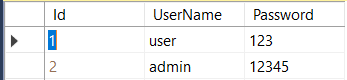 Id UserName Password
1 user 123
2 admin 12345